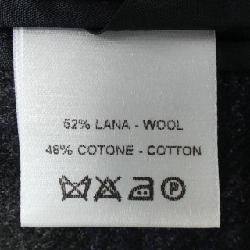 52% LANA - WOOL
48% COTONE - COTTON
P